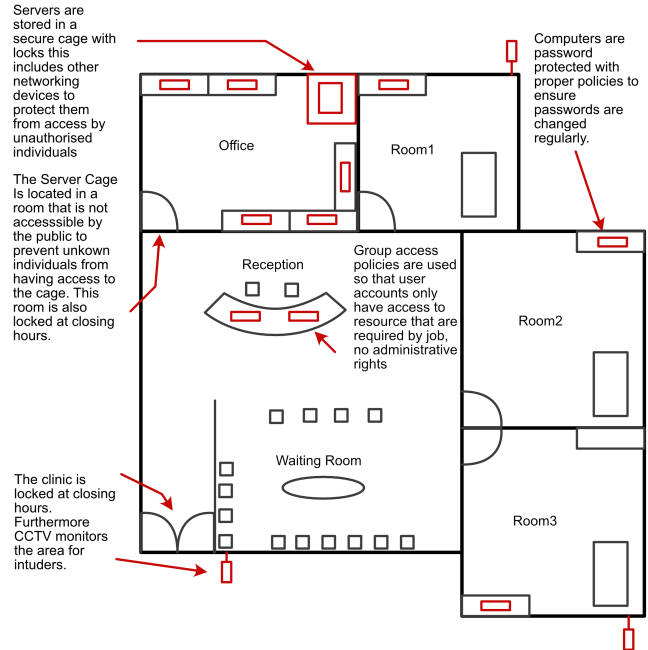 Servers are
stored in a
secure cage with
locks this
includes other
networking
devices to
protect them
from access by
unauthorised
individuals
Computers are
password
protected with
proper policies to
ensure
passwords are
changed
regularly.
Office
Room1
The Server Cage
Is located in a
room that is not
accesssible by
the public to
prevent unkown
individuals from
having access to
the cage. This
room is also
locked at closing
hours.
Reception
Group access
policies are used
so that user
accounts only
have access to
resource that are
required by job,
no administrative
rights
Room2
Waiting Room
The clinic is
locked at closing
hours.
Furthermore
CCTV monitors
the area for
intuders.
Room3